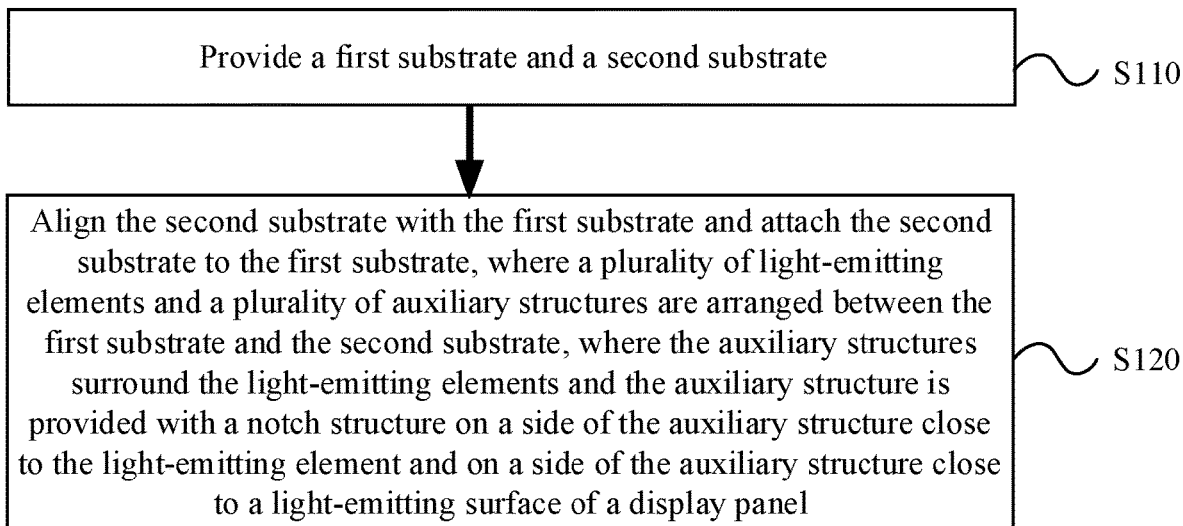 Provide a first substrate and a second substrate
S110
Align the second substrate with the first substrate and attach the second
substrate to the first substrate, where a plurality of light-emitting
elements and a plurality of auxiliary structures are arranged between the
first substrate and the second substrate, where the auxiliary structures
surround the light-emitting elements and the auxiliary structure is
provided with a notch structure on a side of the auxiliary structure close
to the light-emitting element and on a side of the auxiliary structure close
to a light-emitting surface of a display panel
S120